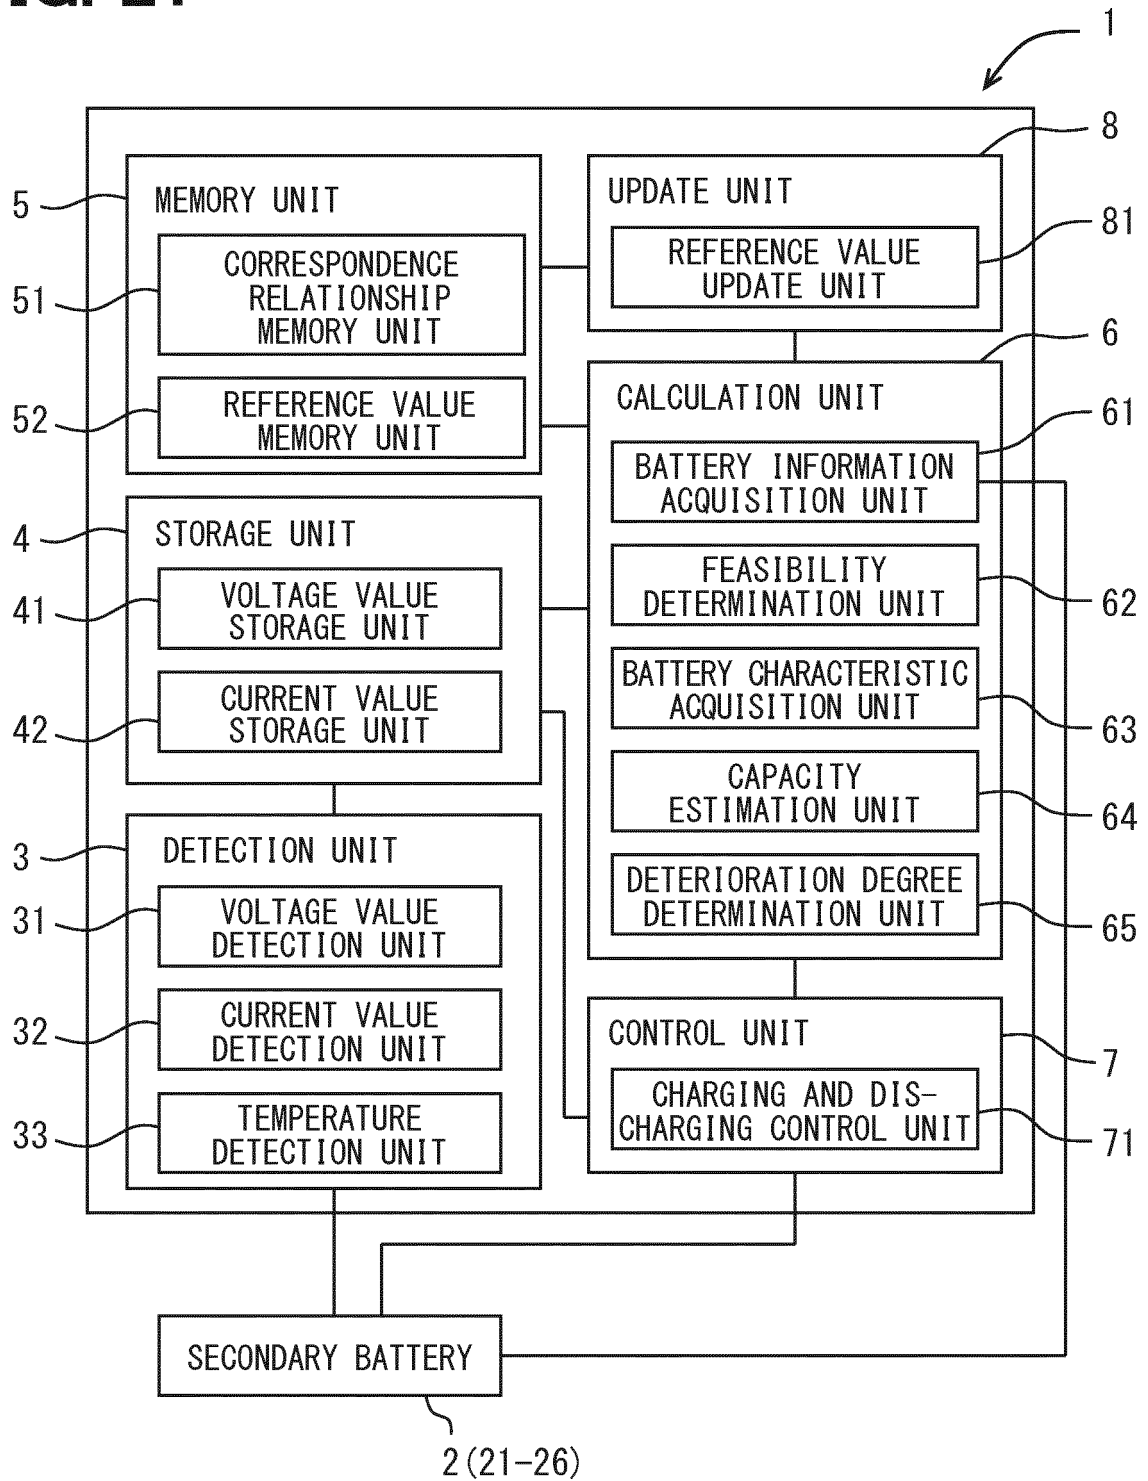 1
8
5
MEMORY UNIT
UPDATE UNIT
81
51
CORRESPONDENCE
RELATIONSHIP
MEMORY UNIT
REFERENCE VALUE
UPDATE UNIT
6
52
REFERENCE VALUE
MEMORY UNIT
CALCULATION UNIT
61
BATTERY INFORMATION
ACQUISITION UNIT
4
STORAGE UNIT
41
VOLTAGE VALUE
STORAGE UNIT
FEASIBILITY
DETERMINATION UNIT
62
42
CURRENT VALUE
STORAGE UNIT
BATTERY CHARACTERISTIC
ACQUISITION UNIT
63
CAPACITY
ESTIMATION UNIT
64
3
DETECTION UNIT
31
VOLTAGE VALUE
DETECTION UNIT
DETERIORATION DEGREE
DETERMINATION UNIT
65
32
CURRENT VALUE
DETECTION UNIT
CONTROL UNIT
7
33
TEMPERATURE
DETECTION UNIT
CHARGING AND DIS-
CHARGING CONTROL UNIT
71
SECONDARY BATTERY
2(21-26)